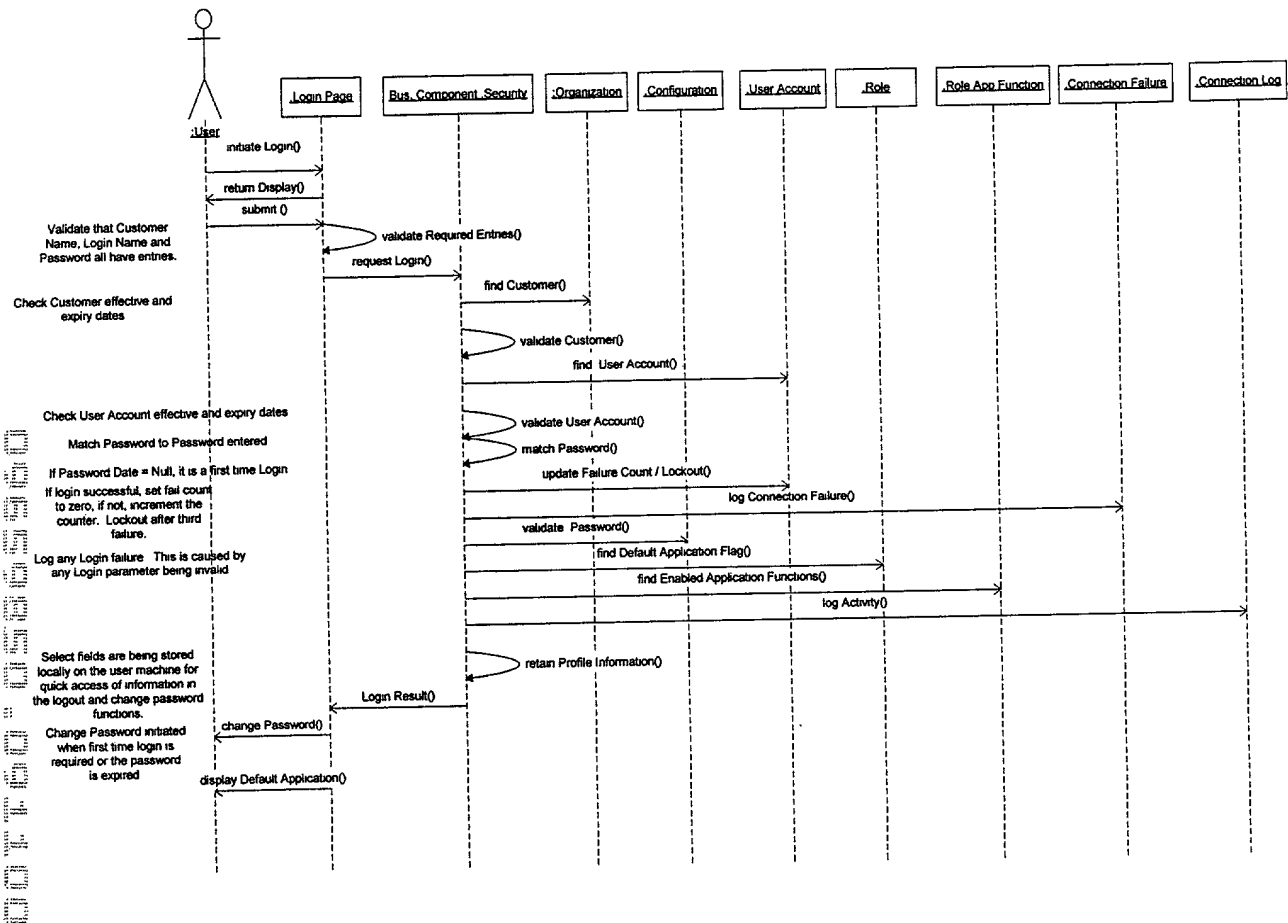 :User
.Login Page
Bus. Component .Security
:Organization
.Configuration
.User Account
.Role
.Role App Function
.Connection Failure
.Connection Log
initiate Login()
return Display()
submit ()
Validate that Customer
Name, Login Name and
Password all have entries.
validate Required Entries()
request Login()
find Customer()
Check Customer effective and
expiry dates
validate Customer()
find User Account()
Check User Account effective and expiry dates
validate User Account()
Match Password to Password entered
match Password()
If Password Date = Null, it is a first time Login
update Failure Count / Lockout()
If login successful, set fail count
to zero, if not, increment the
counter. Lockout after third
failure.
log Connection Failure()
validate Password()
Log any Login failure This is caused by
any Login parameter being invalid
find Default Application Flag()
find Enabled Application Functions()
log Activity()
Select fields are being stored
locally on the user machine for
quick access of information in
the logout and change password
functions.
retain Profile Information()
Login Result()
change Password()
Change Password initiated
when first time login is
required or the password
is expired
display Default Application()